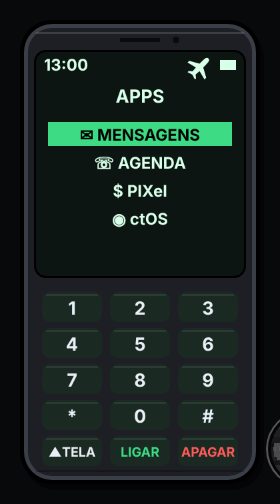 13:00
APPS
✉ MENSAGENS
☏ AGENDA
$ PIXel
◉ ctOS
1 2 3
4 5 6
7 8 9
* 0 #
▲TELA LIGAR APAGAR